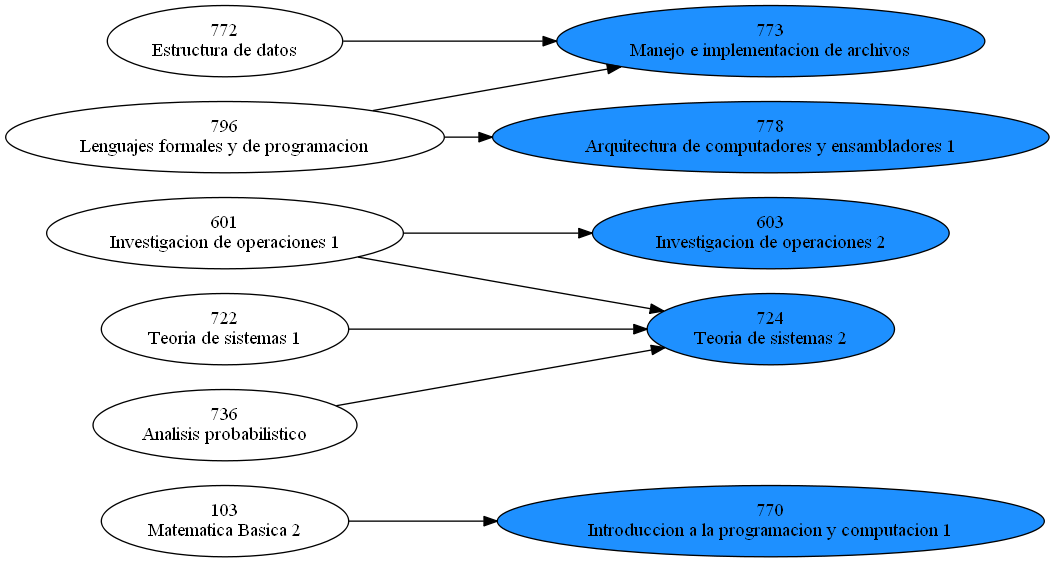 772
Estructura de datos
773
Manejo e implementacion de archivos
796
Lenguajes formales y de programacion
778
Arquitectura de computadores y ensambladores 1
601
Investigacion de operaciones 1
603
Investigacion de operaciones 2
722
Teoria de sistemas 1
724
Teoria de sistemas 2
736
Analisis probabilistico
103
Matematica Basica 2
770
Introduccion a la programacion y computacion 1